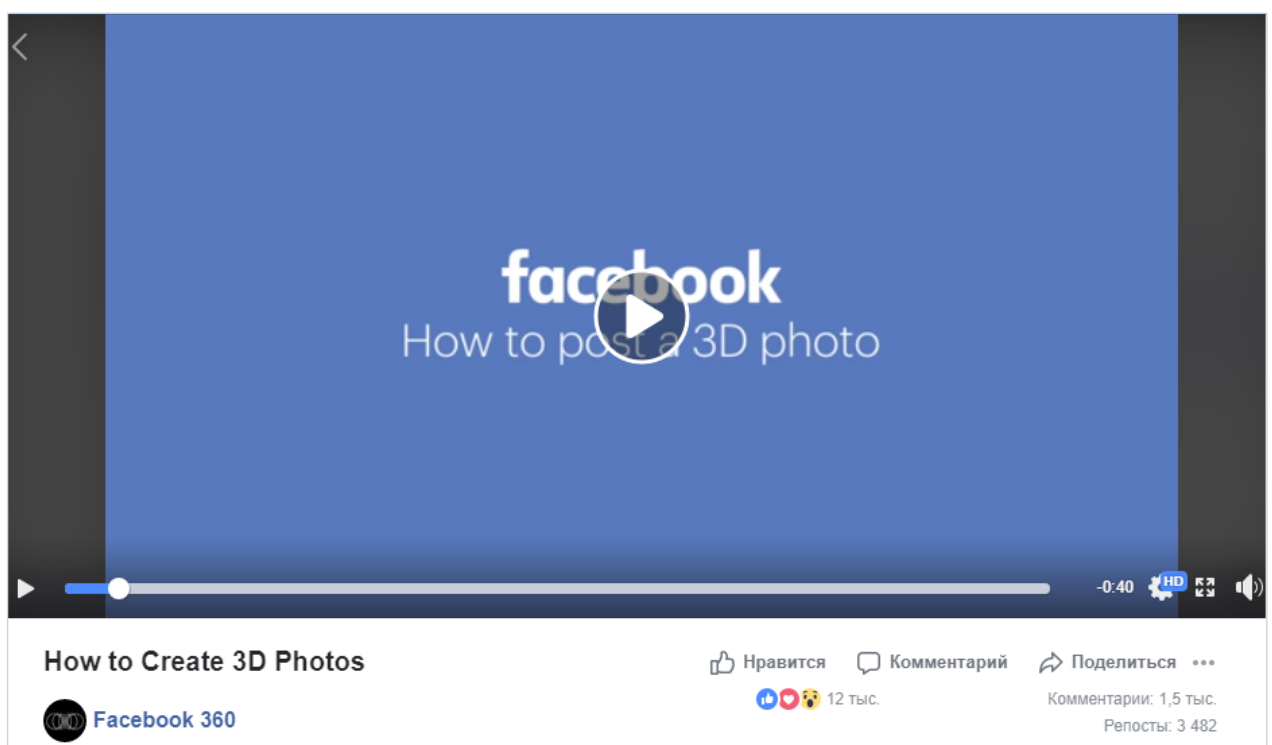 facebook
How to post a 3D photo
-0:40 HD
How to Create 3D Photos
Нравится Комментарий Поделиться
12 тыс. Комментарии: 1,5 тыс.
Facebook 360
Репосты: 3 482